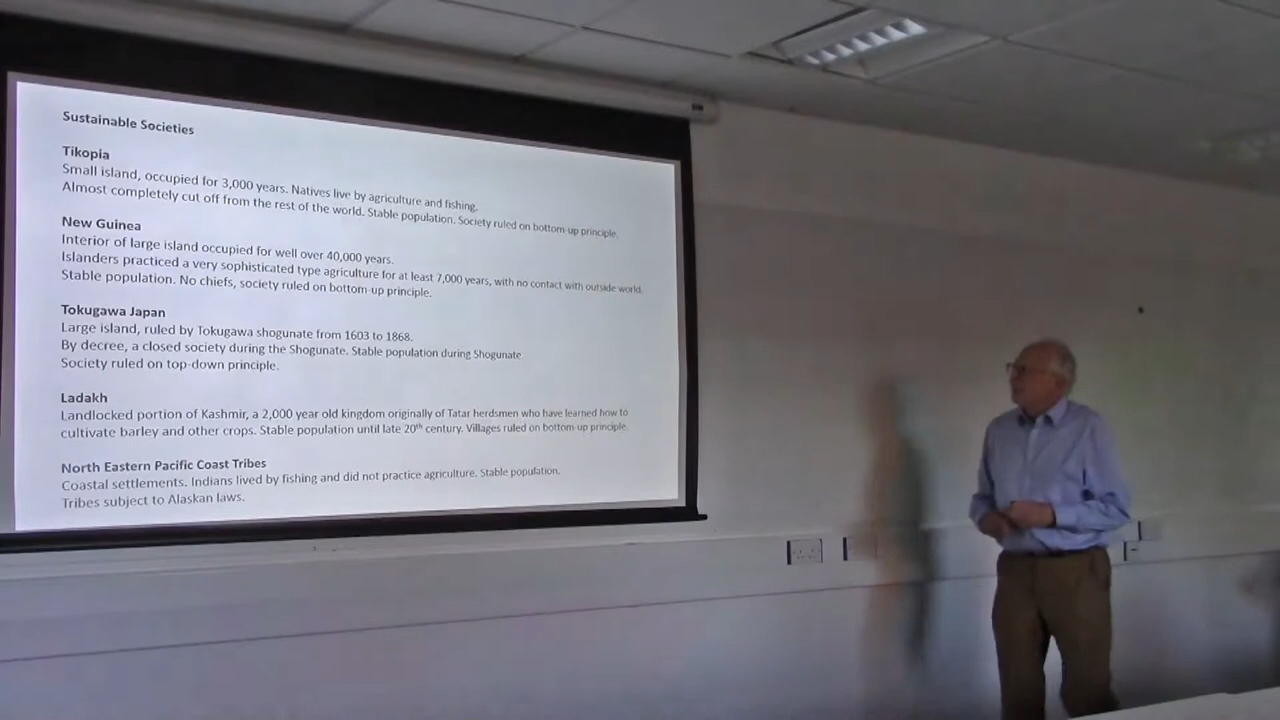 Sustainable Societies
Tikopia
Small island, occupied for 3,000 years. Natives live by agriculture and fishing.
Almost completely cut off from the rest of the world. Stable population. Society ruled on bottom-up principle.
New Guinea
Interior of large island occupied for well over 40,000 years.
Islanders practiced a very sophisticated type agriculture for at least 7,000 years, with no contact with outside world.
Stable population. No chiefs, society ruled on bottom-up principle.
Tokugawa Japan
Large island, ruled by Tokugawa shogunate from 1603 to 1868.
By decree, a closed society during the Shogunate. Stable population during Shogunate
Society ruled on top-down principle.
Ladakh
Landlocked portion of Kashmir, a 2,000 year old kingdom originally of Tatar herdsmen who have learned how to
cultivate barley and other crops. Stable population until late 20th century. Villages ruled on bottom-up principle.
North Eastern Pacific Coast Tribes
Coastal settlements. Indians lived by fishing and did not practice agriculture. Stable population.
Tribes subject to Alaskan laws.